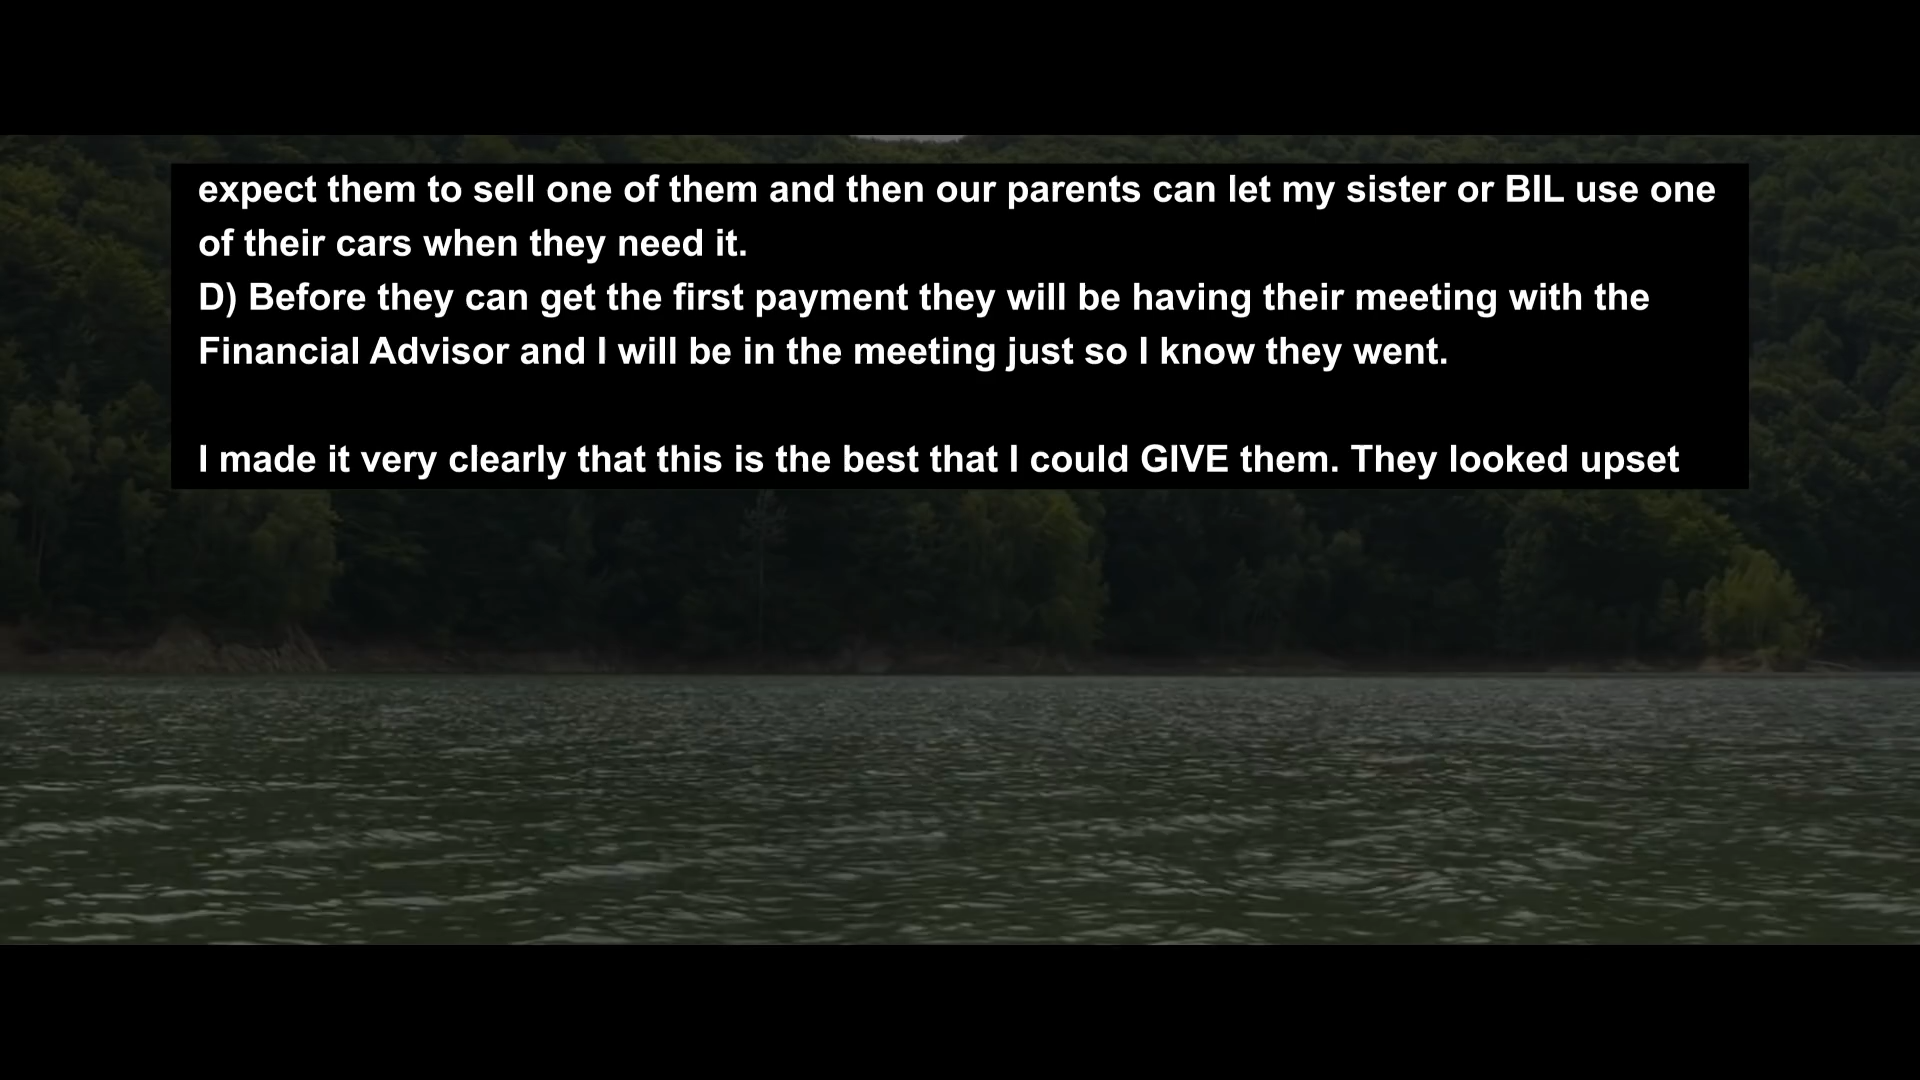 expect them to sell one of them and then our parents can let my sister or BIL use one
of their cars when they need it.
D) Before they can get the first payment they will be having their meeting with the
Financial Advisor and I will be in the meeting just so I know they went.
I made it very clearly that this is the best that I could GIVE them. They looked upset